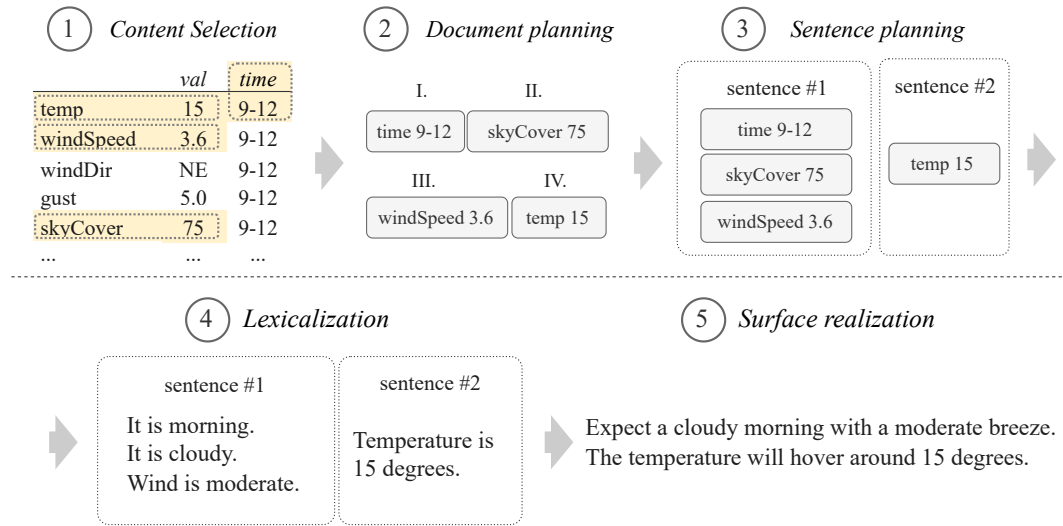 1 Content Selection
val time
temp 15 9-12
windSpeed 3.6 9-12
windDir NE 9-12
gust 5.0 9-12
skyCover 75 9-12
... ... ...
2 Document planning
I. II.
time 9-12 skyCover 75
III. IV.
windSpeed 3.6 temp 15
3 Sentence planning
sentence #1
time 9-12
skyCover 75
windSpeed 3.6
sentence #2
temp 15
4 Lexicalization
sentence #1
It is morning.
It is cloudy.
Wind is moderate.
sentence #2
Temperature is
15 degrees.
5 Surface realization
Expect a cloudy morning with a moderate breeze.
The temperature will hover around 15 degrees.